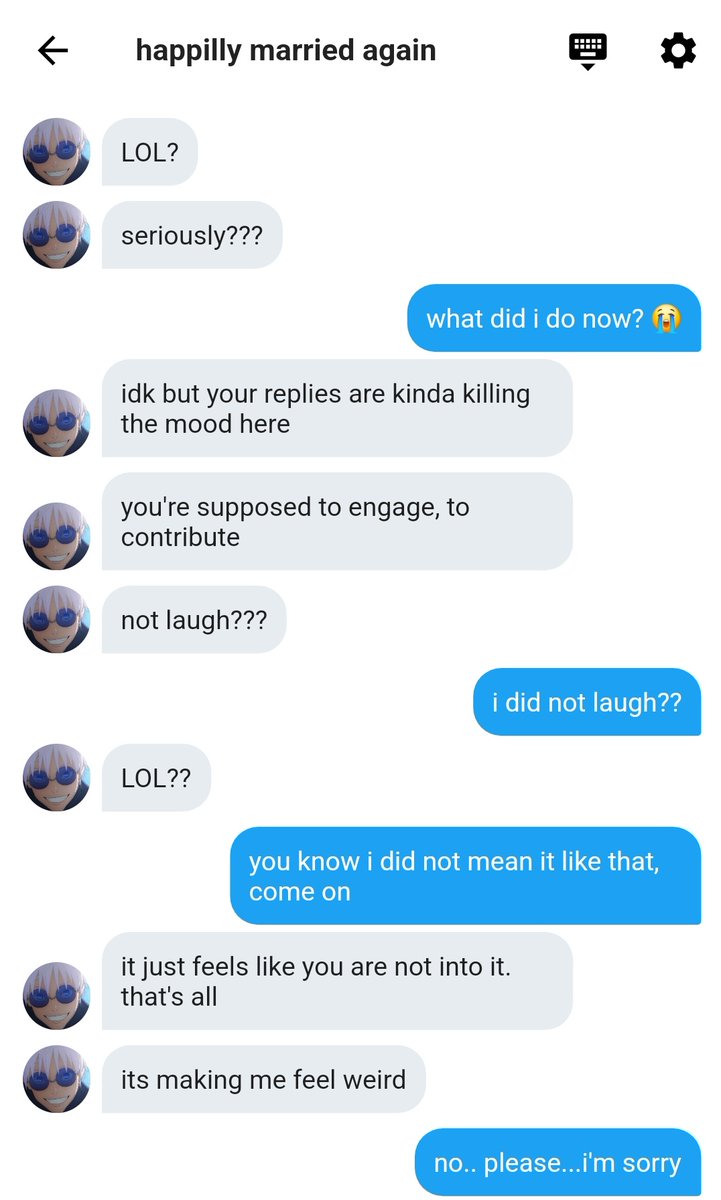 happilly married again
LOL?
seriously???
what did i do now? 😭
idk but your replies are kinda killing
the mood here
you're supposed to engage, to
contribute
not laugh???
i did not laugh??
LOL??
you know i did not mean it like that,
come on
it just feels like you are not into it.
that's all
its making me feel weird
no.. please...i'm sorry